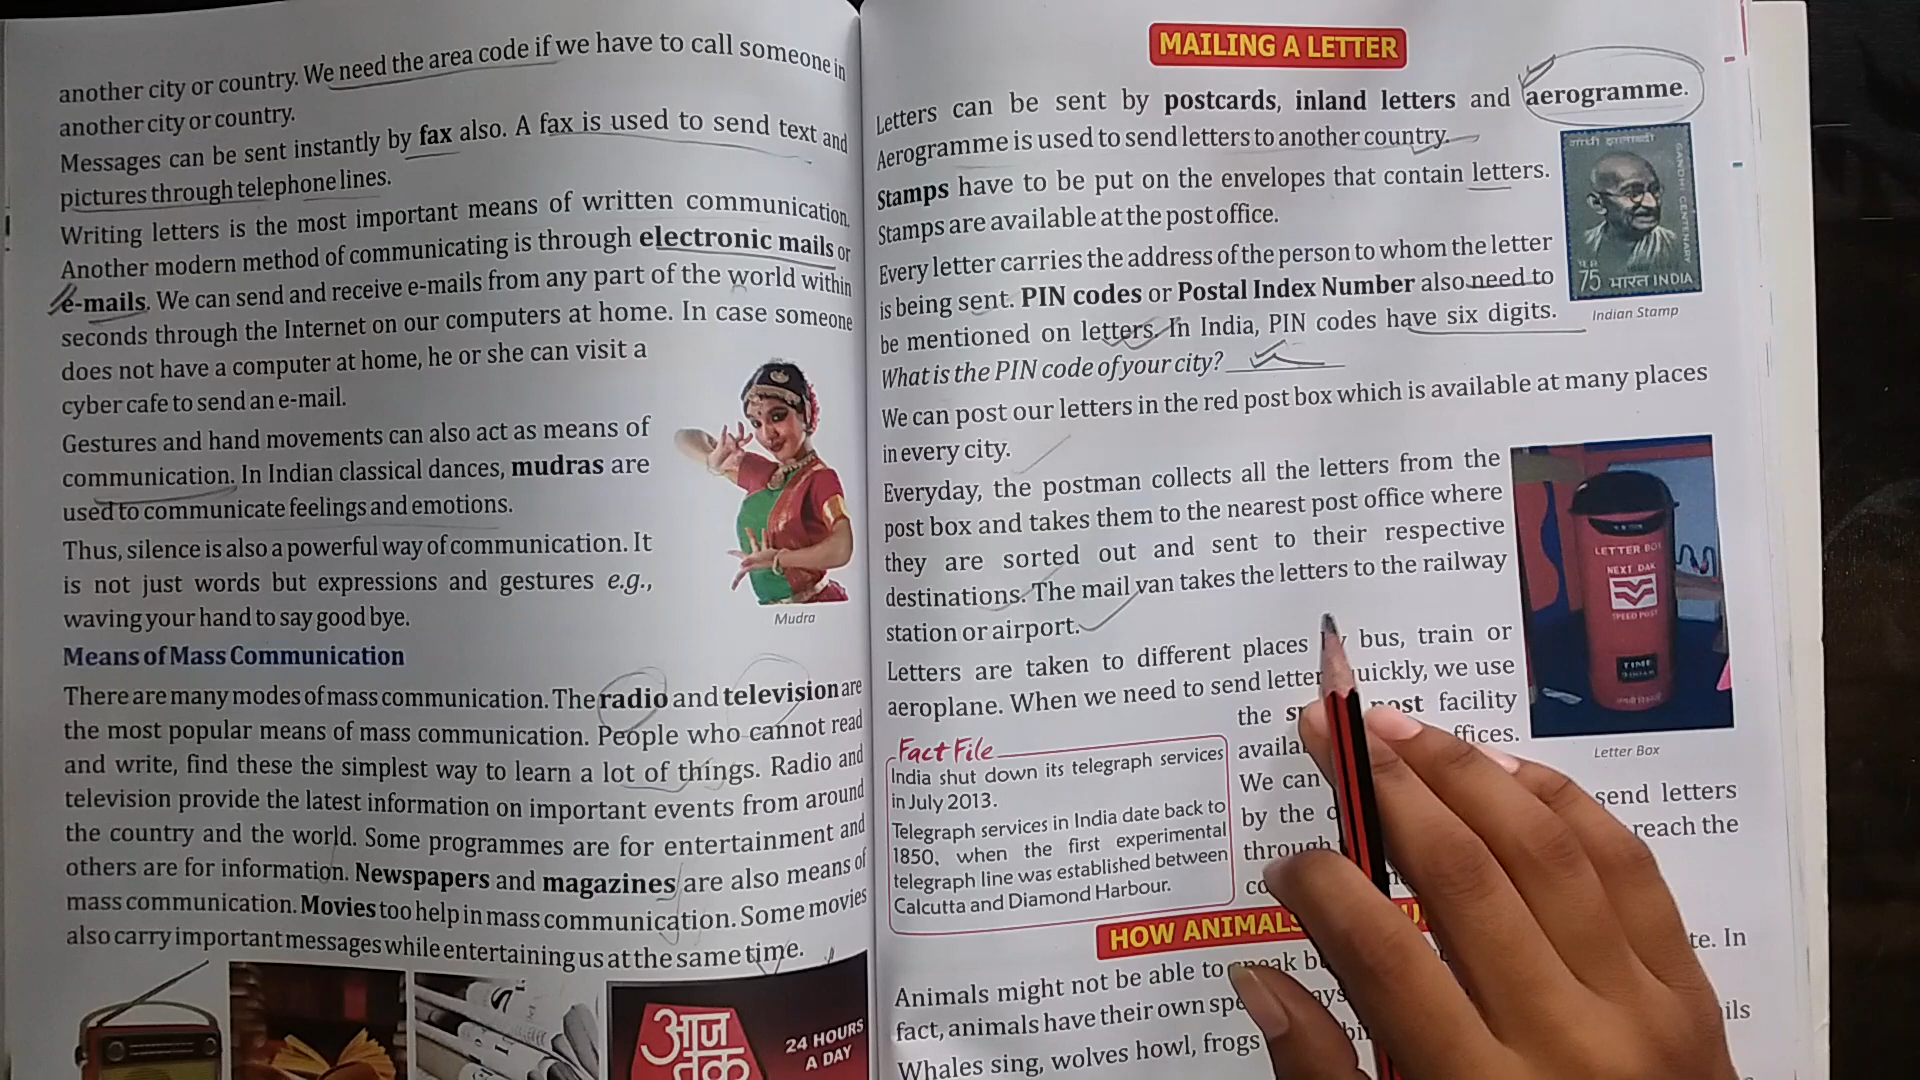 another city or country. We need the area code if we have to call someone in
another city or country.
Messages can be sent instantly by fax also. A fax is used to send text and
pictures through telephone lines.
Writing letters is the most important means of written communication.
Another modern method of communicating is through electronic mails or
e-mails. We can send and receive e-mails from any part of the world within
seconds through the Internet on our computers at home. In case someone
does not have a computer at home, he or she can visit a
cyber cafe to send an e-mail.
Gestures and hand movements can also act as means of
communication. In Indian classical dances, mudras are
used to communicate feelings and emotions.
Thus, silence is also a powerful way of communication. It
is not just words but expressions and gestures e.g.,
waving your hand to say good bye.
Mudra
Means of Mass Communication
There are many modes of mass communication. The radio and television are
the most popular means of mass communication. People who cannot read
and write, find these the simplest way to learn a lot of things. Radio and
television provide the latest information on important events from around
the country and the world. Some programmes are for entertainment and
others are for information. Newspapers and magazines are also means of
mass communication. Movies too help in mass communication. Some movies
also carry important messages while entertaining us at the same time.
आज
तक
24 HOURS
A DAY
MAILING A LETTER
Letters can be sent by postcards, inland letters and aerogramme.
Aerogramme is used to send letters to another country.
Stamps have to be put on the envelopes that contain letters.
Stamps are available at the post office.
Every letter carries the address of the person to whom the letter
is being sent. PIN codes or Postal Index Number also need to
be mentioned on letters. In India, PIN codes have six digits.
What is the PIN code of your city?
GANDHI CENTENARY
75 भारत INDIA
Indian Stamp
We can post our letters in the red post box which is available at many places
in every city.
Everyday, the postman collects all the letters from the
post box and takes them to the nearest post office where
they are sorted out and sent to their respective
destinations. The mail van takes the letters to the railway
station or airport.
Letters are taken to different places bus, train or
aeroplane. When we need to send letter uickly, we use
the post facility
ffices.
We can send letters
by the reach the
through
LETTER BOX
NEXT DAK
SPEED POST
TIME
Letter Box
Fact File
India shut down its telegraph services
in July 2013.
Telegraph services in India date back to
1850, when the first experimental
telegraph line was established between
Calcutta and Diamond Harbour.
HOW ANIMALS
Animals might not be able to speak te. In
fact, animals have their own
Whales sing, wolves howl, frogs